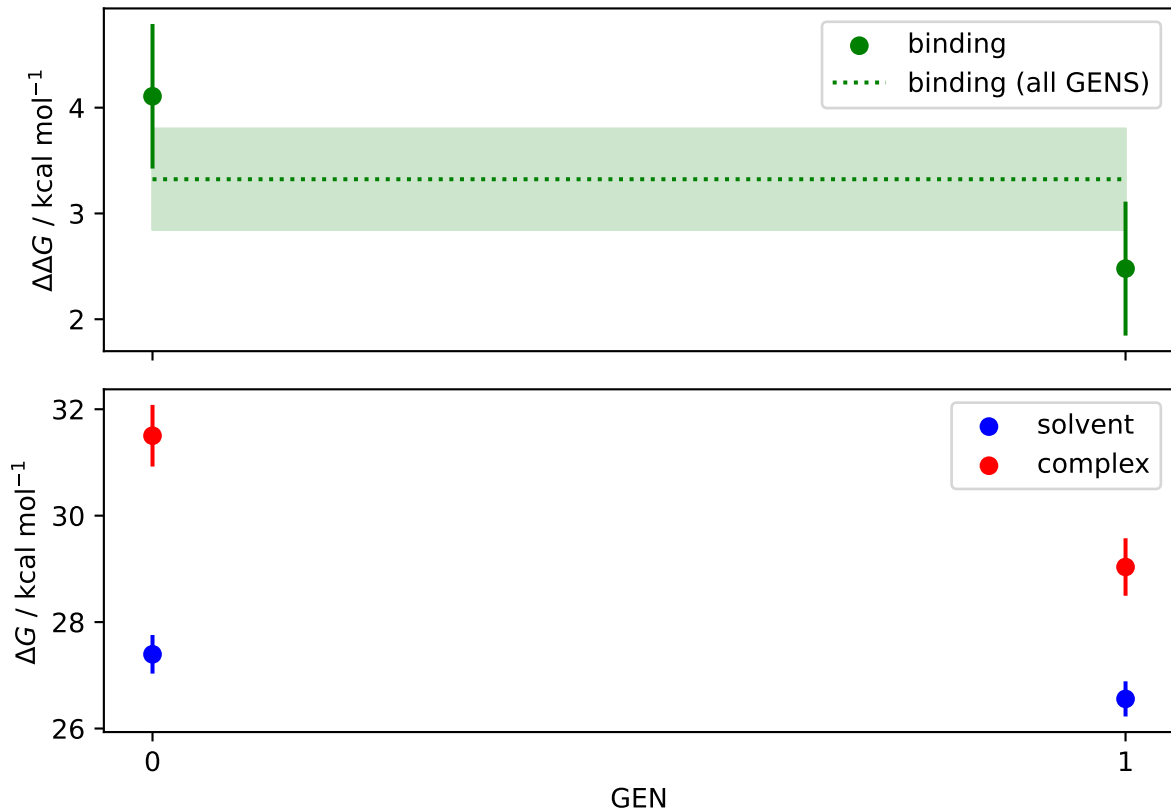 binding
binding (all GENS)
4
3
2
ΔΔG / kcal mol⁻¹
solvent
complex
32
30
28
26
ΔG / kcal mol⁻¹
0
1
GEN